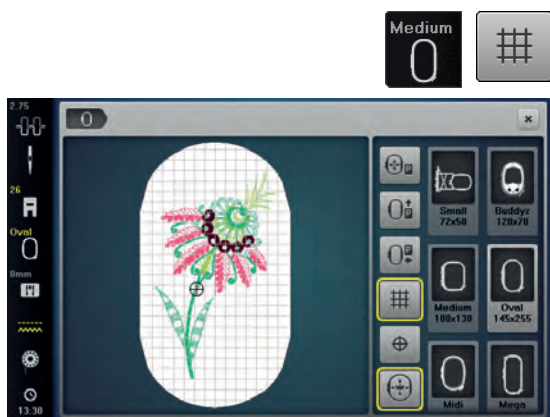 Medium
2.75
26
Oval
0mm
13:30
Small
72x50
Buddyz
120x70
Medium
100x130
Oval
145x255
Midi
Mega